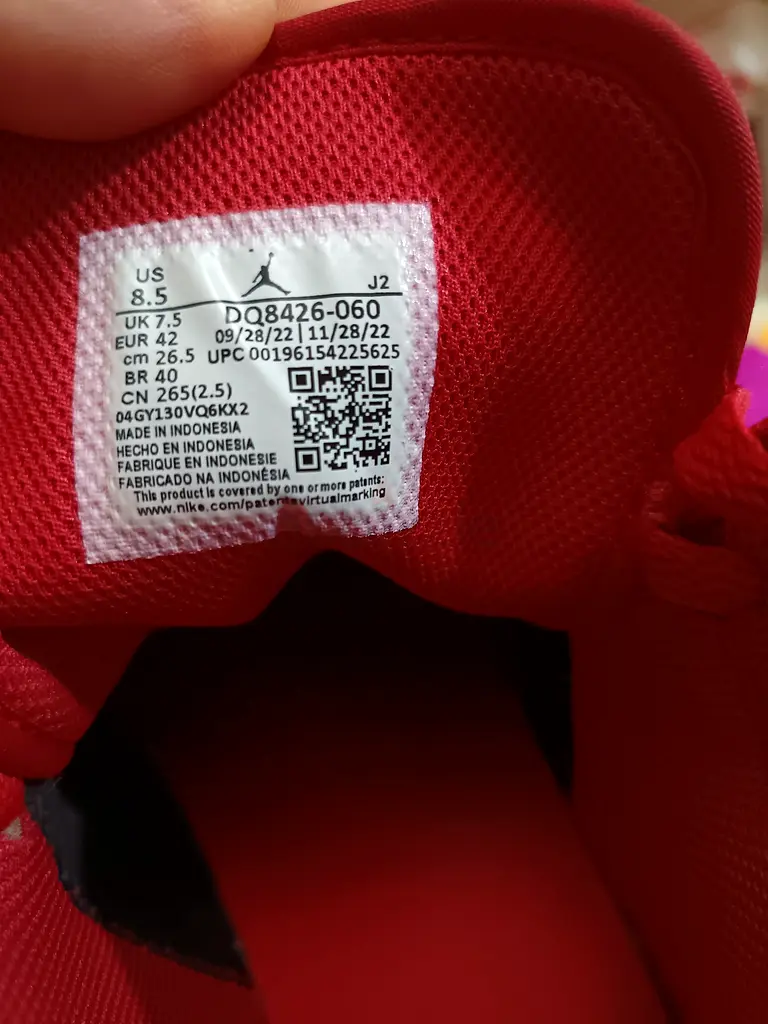 US
8.5
J2
UK 7.5
DQ8426-060
EUR 42
09/28/22 | 11/28/22
cm 26.5
UPC 00196154225625
BR 40
CN 265(2.5)
04GY130VQ6KX2
MADE IN INDONESIA
HECHO EN INDONESIA
FABRIQUE EN INDONESIE
FABRICADO NA INDONÉSIA
This product is covered by one or more patents:
www.nike.com/patentsvirtualmarking